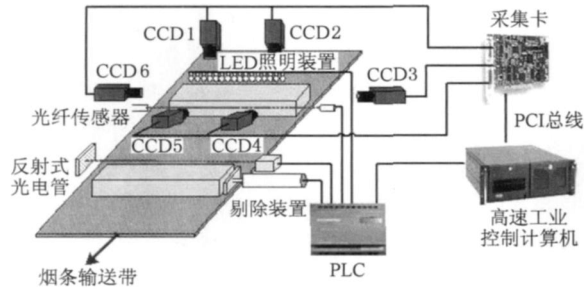 CCD1
CCD2
采集卡
LED照明装置
CCD6
CCD3
光纤传感器
PCI总线
CCD5
CCD4
反射式
光电管
剔除装置
高速工业
控制计算机
PLC
烟条输送带